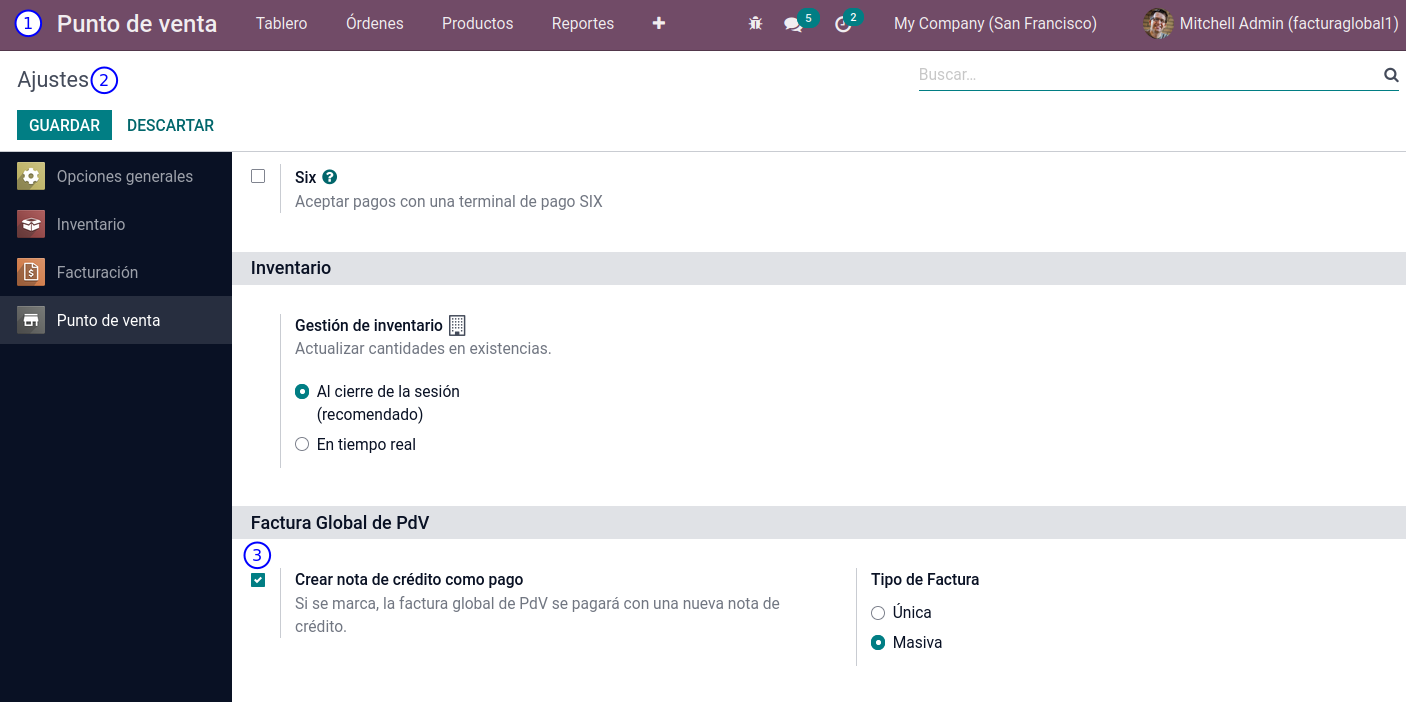 1 Punto de venta Tablero Órdenes Productos Reportes 5 2 My Company (San Francisco) Mitchell Admin (facturaglobal1)
Ajustes 2
Buscar...
GUARDAR DESCARTAR
Opciones generales
Inventario
Facturación
Punto de venta
Six
Aceptar pagos con una terminal de pago SIX
Inventario
Gestión de inventario
Actualizar cantidades en existencias.
Al cierre de la sesión
(recomendado)
En tiempo real
Factura Global de PdV
3
Crear nota de crédito como pago
Si se marca, la factura global de PdV se pagará con una nueva nota de
crédito.
Tipo de Factura
Única
Masiva